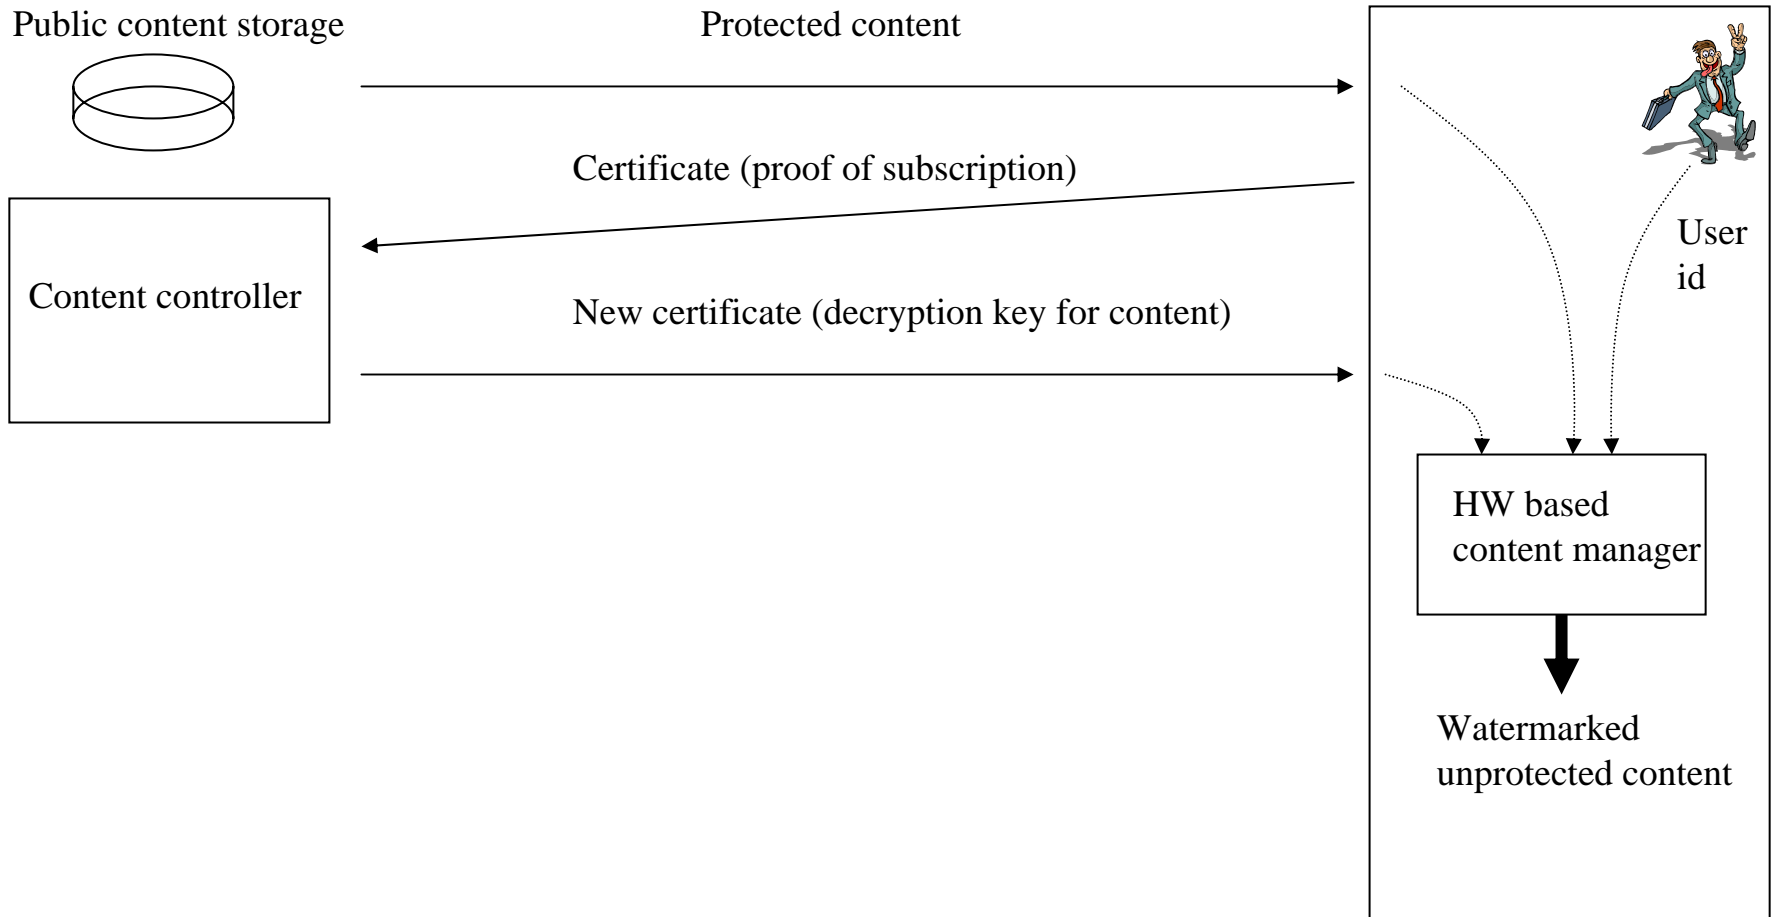 Public content storage
Protected content
Certificate (proof of subscription)
User
id
Content controller
New certificate (decryption key for content)
HW based
content manager
Watermarked
unprotected content